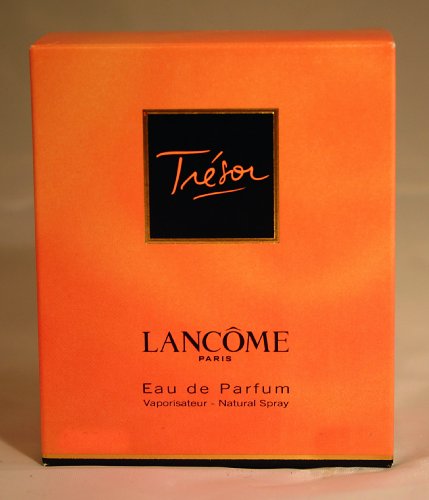 Trésor
LANCÔME
PARIS
Eau de Parfum
Vaporisateur - Natural Spray